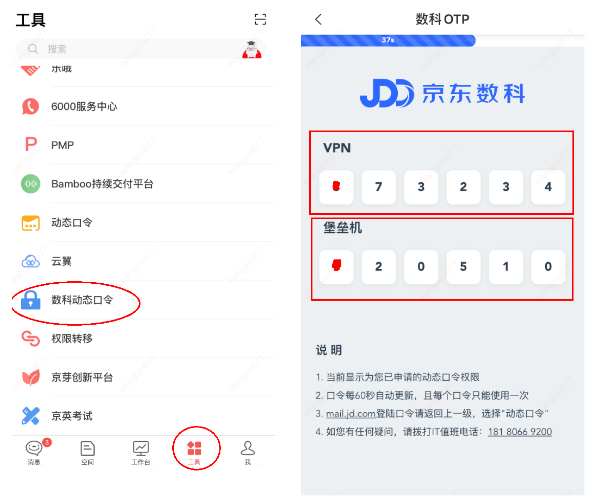 工具
搜索
京哦
6000服务中心
PMP
Bamboo持续交付平台
动态口令
云翼
数科动态口令
权限转移
京芽创新平台
京英考试
3
消息
空间
工作台
工具
我
数科OTP
37s
JDD 京东数科
VPN
7 3 2 3 4
堡垒机
2 0 5 1 0
说 明
1. 当前显示为您已申请的动态口令权限
2. 口令每60秒自动更新，且每个口令只能使用一次
3. mail.jd.com登陆口令请返回上一级，选择"动态口令"
4. 如您有任何疑问，请拨打IT值班电话：181 8066 9200